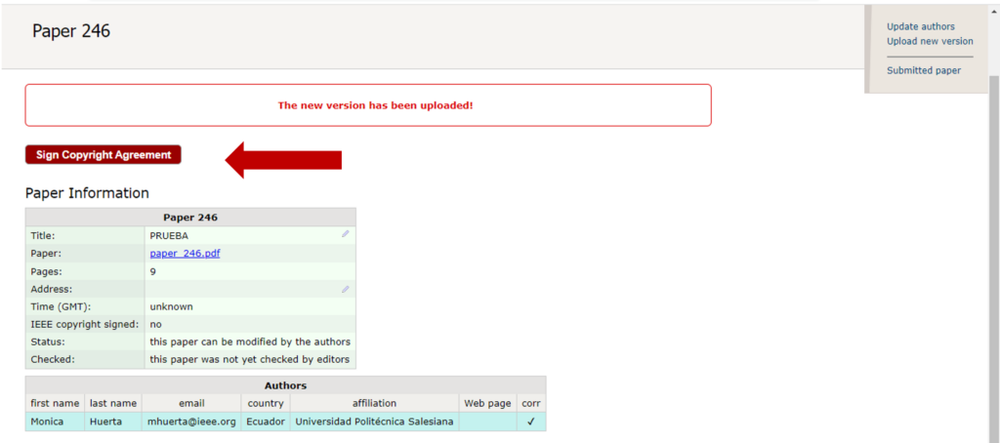 Paper 246
Update authors
Upload new version
Submitted paper
The new version has been uploaded!
Sign Copyright Agreement
Paper Information
Paper 246
Title: PRUEBA
Paper: paper_246.pdf
Pages: 9
Address:
Time (GMT): unknown
IEEE copyright signed: no
Status: this paper can be modified by the authors
Checked: this paper was not yet checked by editors
Authors
first name last name email country affiliation Web page corr
Monica Huerta mhuerta@ieee.org Ecuador Universidad Politécnica Salesiana ✓